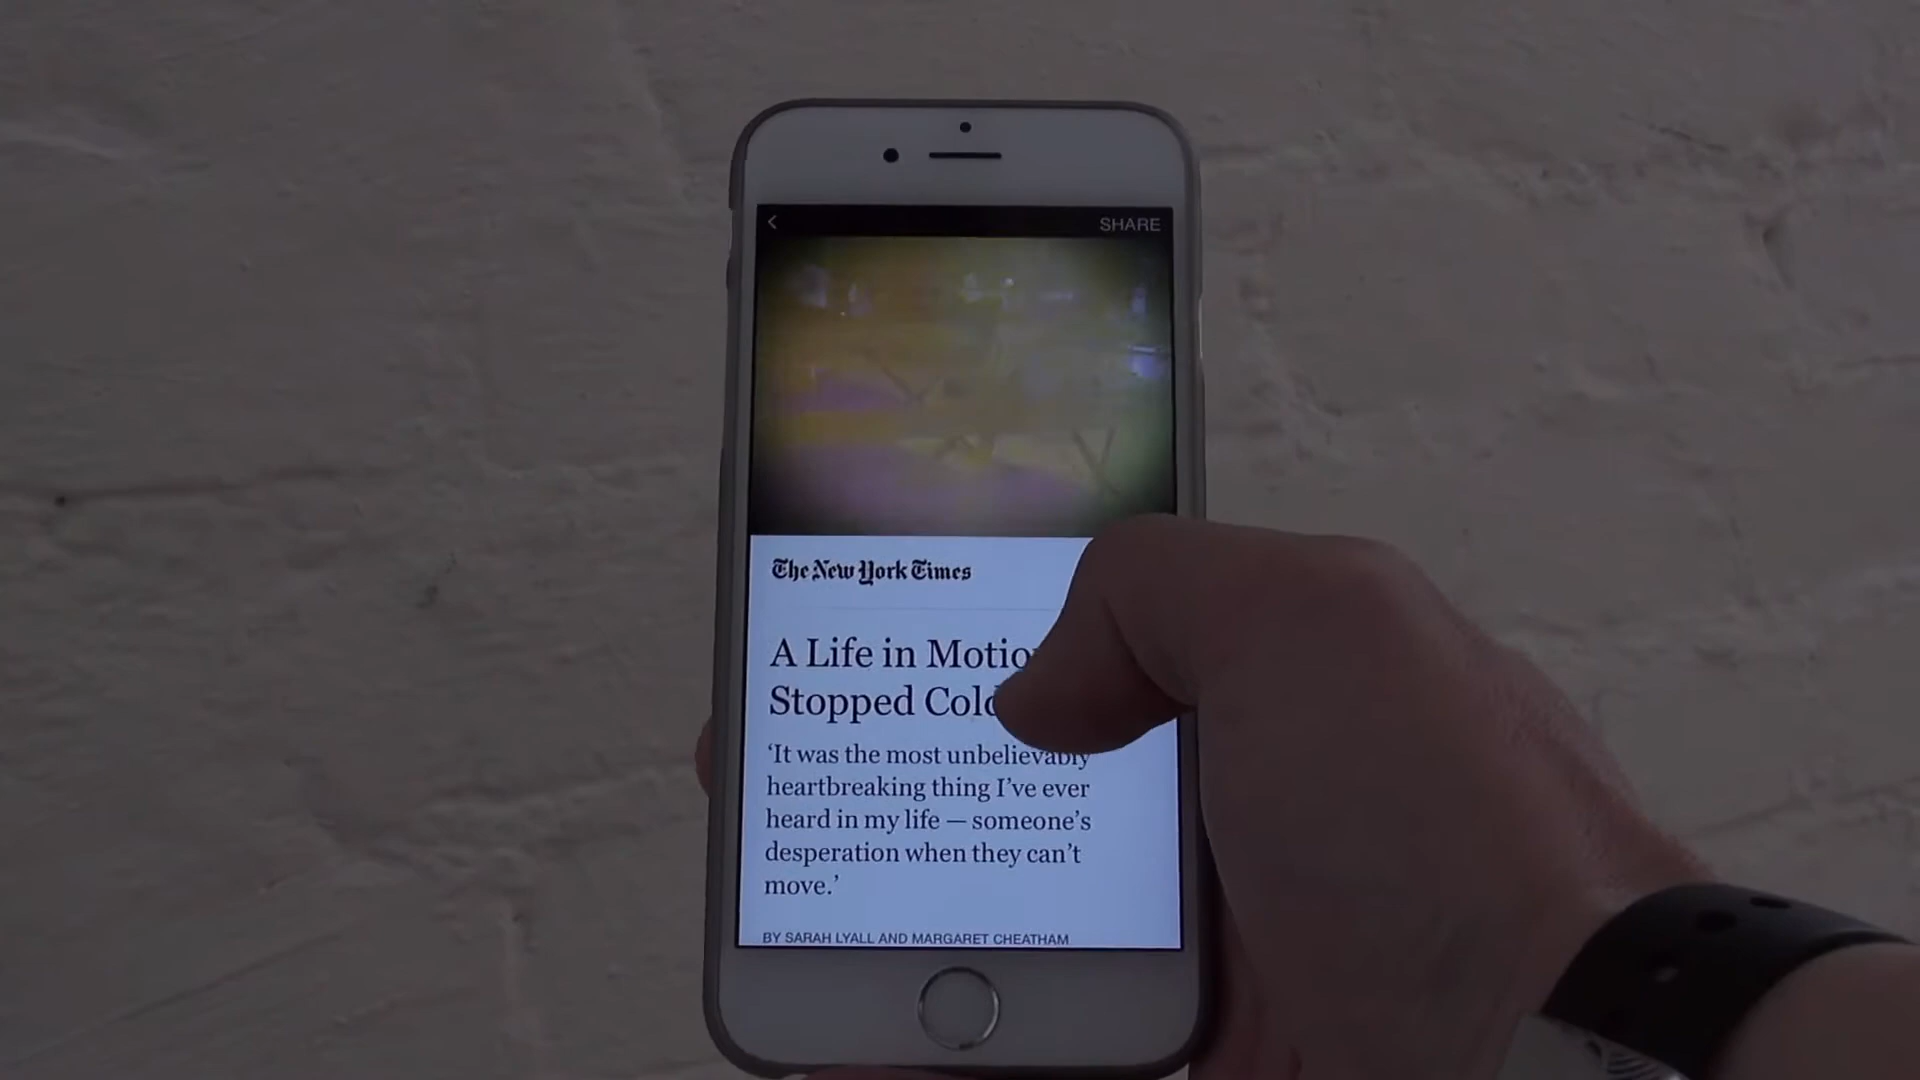 SHARE
The New York Times
A Life in Motio
Stopped Cold
‘It was the most unbelievably
heartbreaking thing I’ve ever
heard in my life — someone’s
desperation when they can’t
move.’
BY SARAH LYALL AND MARGARET CHEATHAM